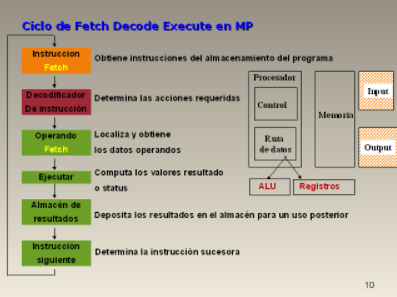 Ciclo de Fetch Decode Execute en MP
Instruccion
Fetch
Obtiene instrucciones del almacenamiento del programa
Decodificador
De instrucción
Determina las acciones requeridas
Operando
Fetch
Localiza y obtiene
los datos operandos
Ejecutar
Computa los valores resultado
o status
Almacén de
resultados
Deposita los resultados en el almacén para un uso posterior
Instrucción
siguiente
Determina la instrucción sucesora
Procesador
Control
Ruta
de datos
Memoria
Input
Output
ALU
Registros
10